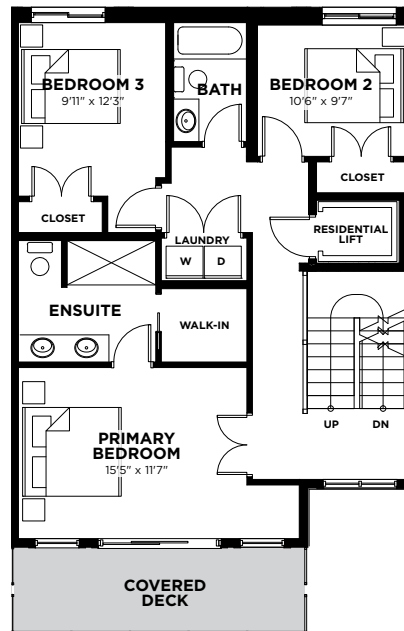 BEDROOM 3
9'11" x 12'3"
BATH
BEDROOM 2
10'6" x 9'7"
CLOSET
CLOSET
LAUNDRY
W D
RESIDENTIAL
LIFT
ENSUITE
WALK-IN
UP DN
PRIMARY
BEDROOM
15'5" x 11'7"
COVERED
DECK